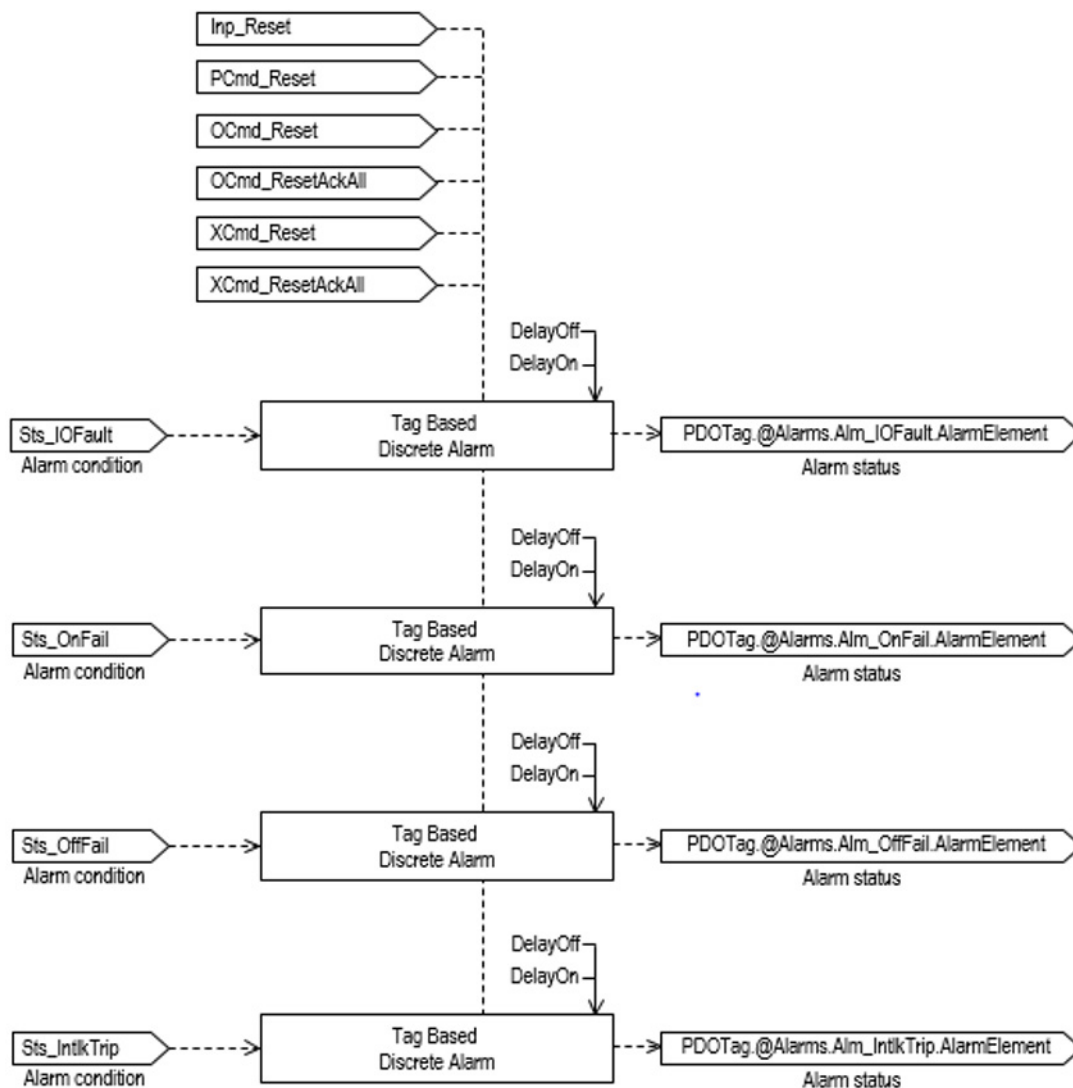 Inp_Reset
PCmd_Reset
OCmd_Reset
OCmd_ResetAckAll
XCmd_Reset
XCmd_ResetAckAll
DelayOff
DelayOn
Sts_IOFault
Alarm condition
Tag Based
Discrete Alarm
PDOTag.@Alarms.Alm_IOFault.AlarmElement
Alarm status
DelayOff
DelayOn
Sts_OnFail
Alarm condition
Tag Based
Discrete Alarm
PDOTag.@Alarms.Alm_OnFail.AlarmElement
Alarm status
DelayOff
DelayOn
Sts_OffFail
Alarm condition
Tag Based
Discrete Alarm
PDOTag.@Alarms.Alm_OffFail.AlarmElement
Alarm status
DelayOff
DelayOn
Sts_IntlkTrip
Alarm condition
Tag Based
Discrete Alarm
PDOTag.@Alarms.Alm_IntlkTrip.AlarmElement
Alarm status